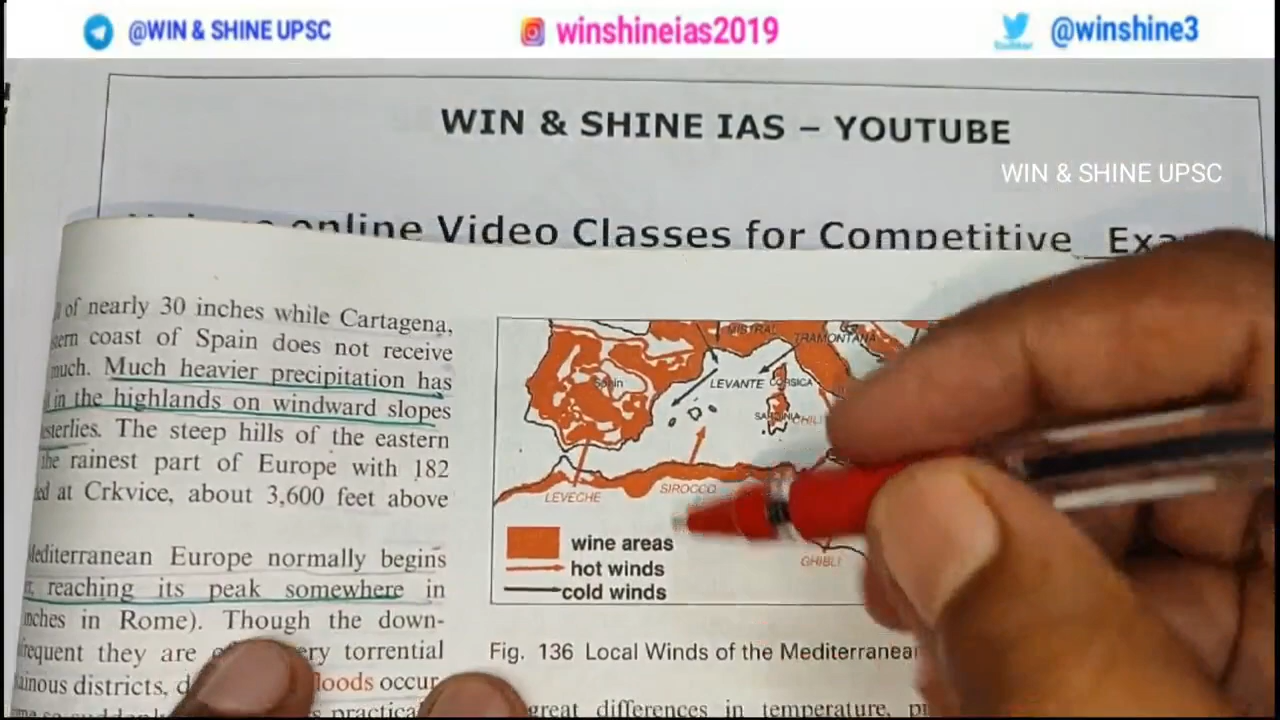 @WIN & SHINE UPSC
winshineias2019
@winshine3
WIN & SHINE IAS – YOUTUBE
WIN & SHINE UPSC
online Video Classes for Competitive
of nearly 30 inches while Cartagena,
coast of Spain does not receive
much. Much heavier precipitation has
in the highlands on windward slopes
The steep hills of the eastern
the rainest part of Europe with 182
at Crkvice, about 3,600 feet above
Mediterranean Europe normally begins
reaching its peak somewhere in
in Rome). Though the down-
they are torrential
districts, occur
MISTRAL
TRAMONTANA
Spain
LEVANTE
CORSICA
SARDINIA
LEVECHE
SIROCCO
GHIBLI
wine areas
hot winds
cold winds
Fig. 136 Local Winds of the Mediterranean
great differences in temperature,